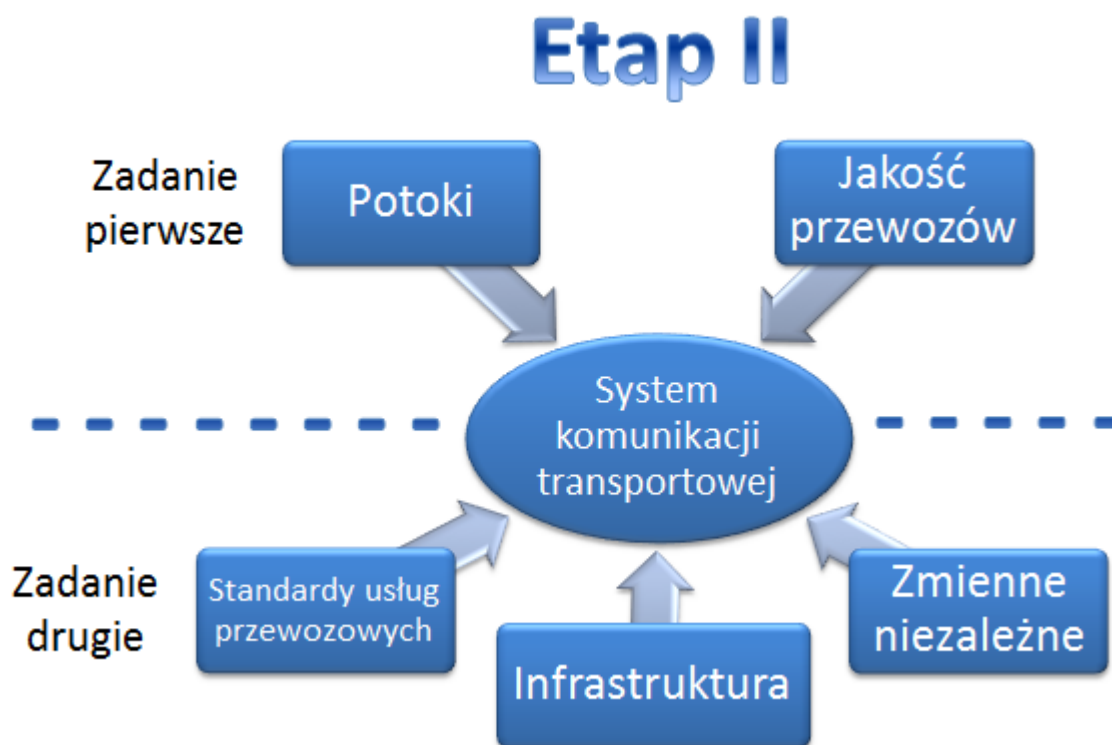 Etap II
Zadanie
pierwsze
Potoki
Jakość
przewozów
System
komunikacji
transportowej
Zadanie
drugie
Standardy usług
przewozowych
Infrastruktura
Zmienne
niezależne